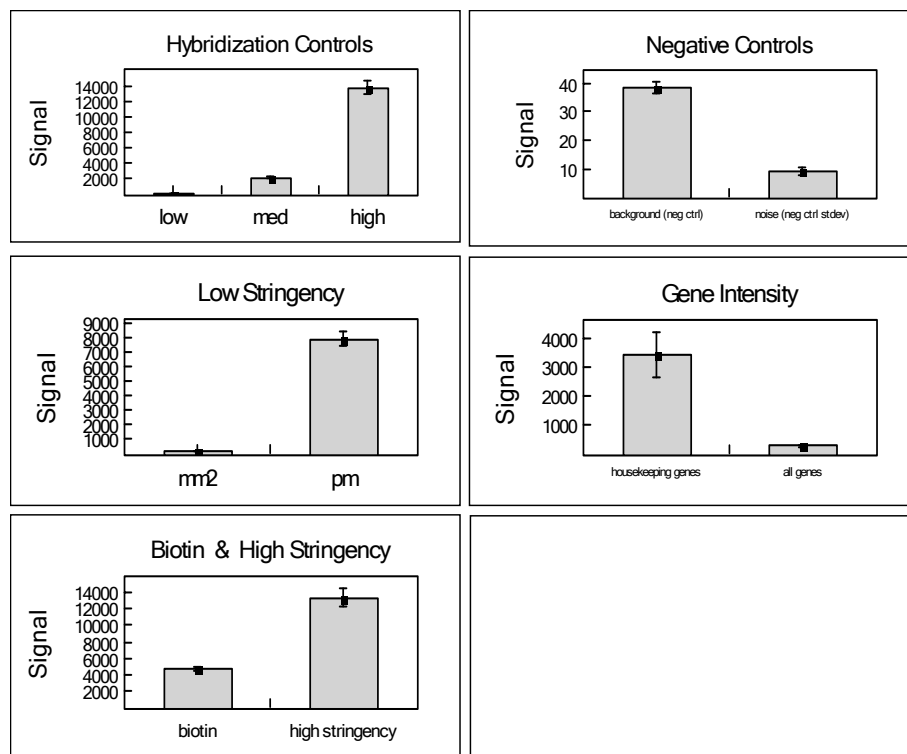 Hybridization Controls
Signal
14000
12000
10000
8000
6000
4000
2000
low med high
Negative Controls
Signal
40
30
20
10
background (neg ctrl) noise (neg ctrl stdev)
Low Stringency
Signal
9000
8000
7000
6000
5000
4000
3000
2000
1000
mm2 pm
Gene Intensity
Signal
4000
3000
2000
1000
housekeeping genes all genes
Biotin & High Stringency
Signal
14000
12000
10000
8000
6000
4000
2000
biotin high stringency